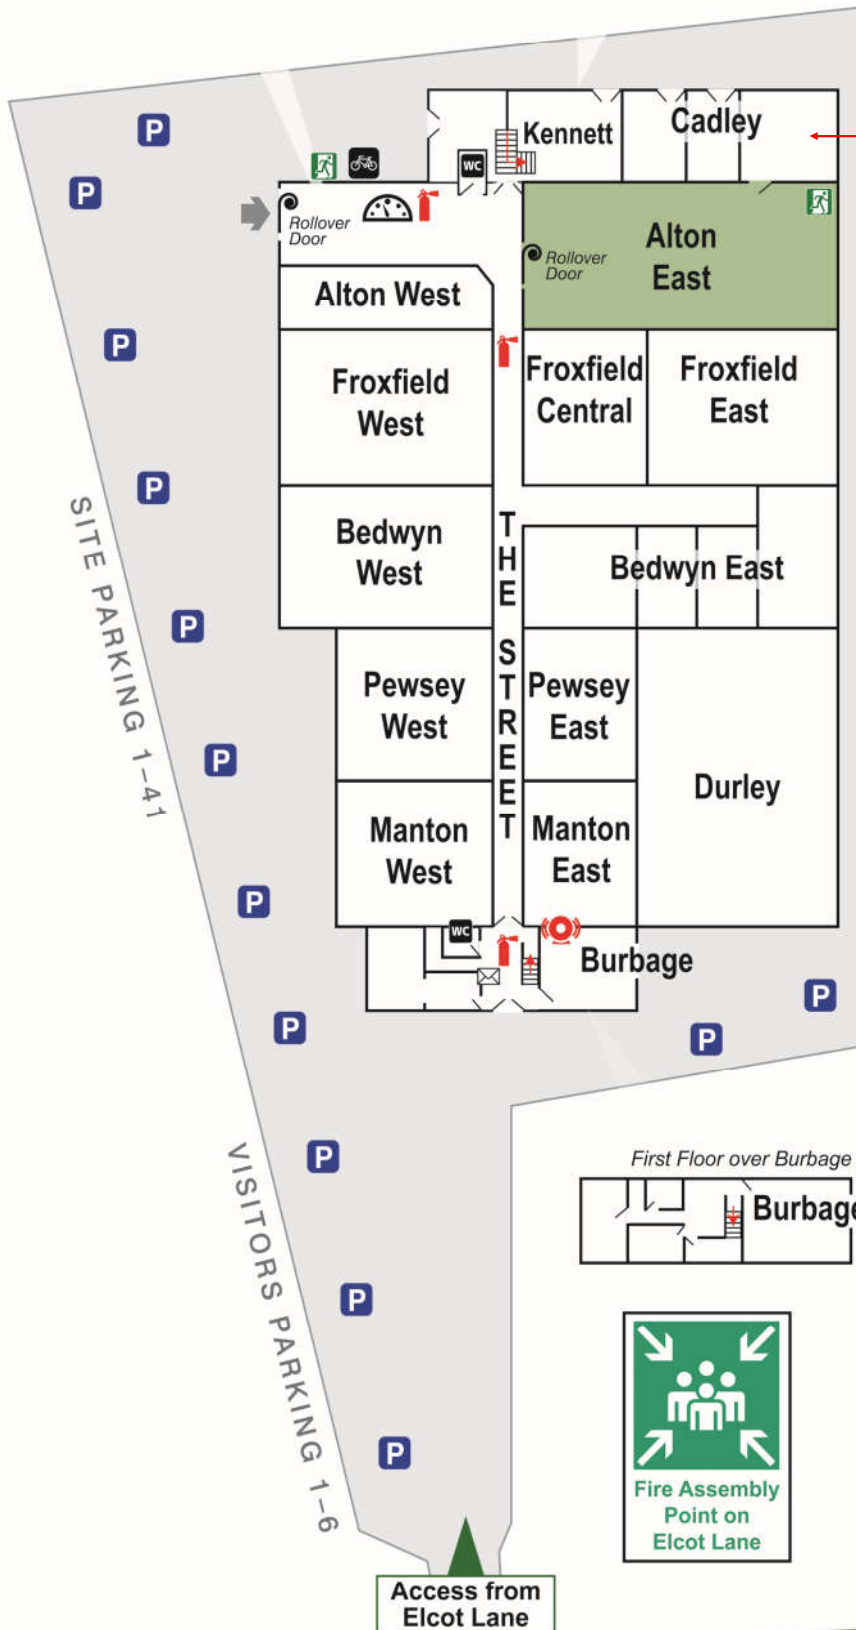 P
P
WC
Kennett
Cadley
Rollover
Door
Alton
East
Rollover
Door
Alton West
P
Froxfield
West
Froxfield
Central
Froxfield
East
P
SITE PARKING 1–41
THE STREET
Bedwyn
West
Bedwyn East
P
Pewsey
West
Pewsey
East
P
Durley
Manton
West
Manton
East
P
WC
Burbage
P
P
P
VISITORS PARKING 1–6
P
First Floor over Burbage
Burbage
P
P
Fire Assembly
Point on
Elcot Lane
Access from
Elcot Lane